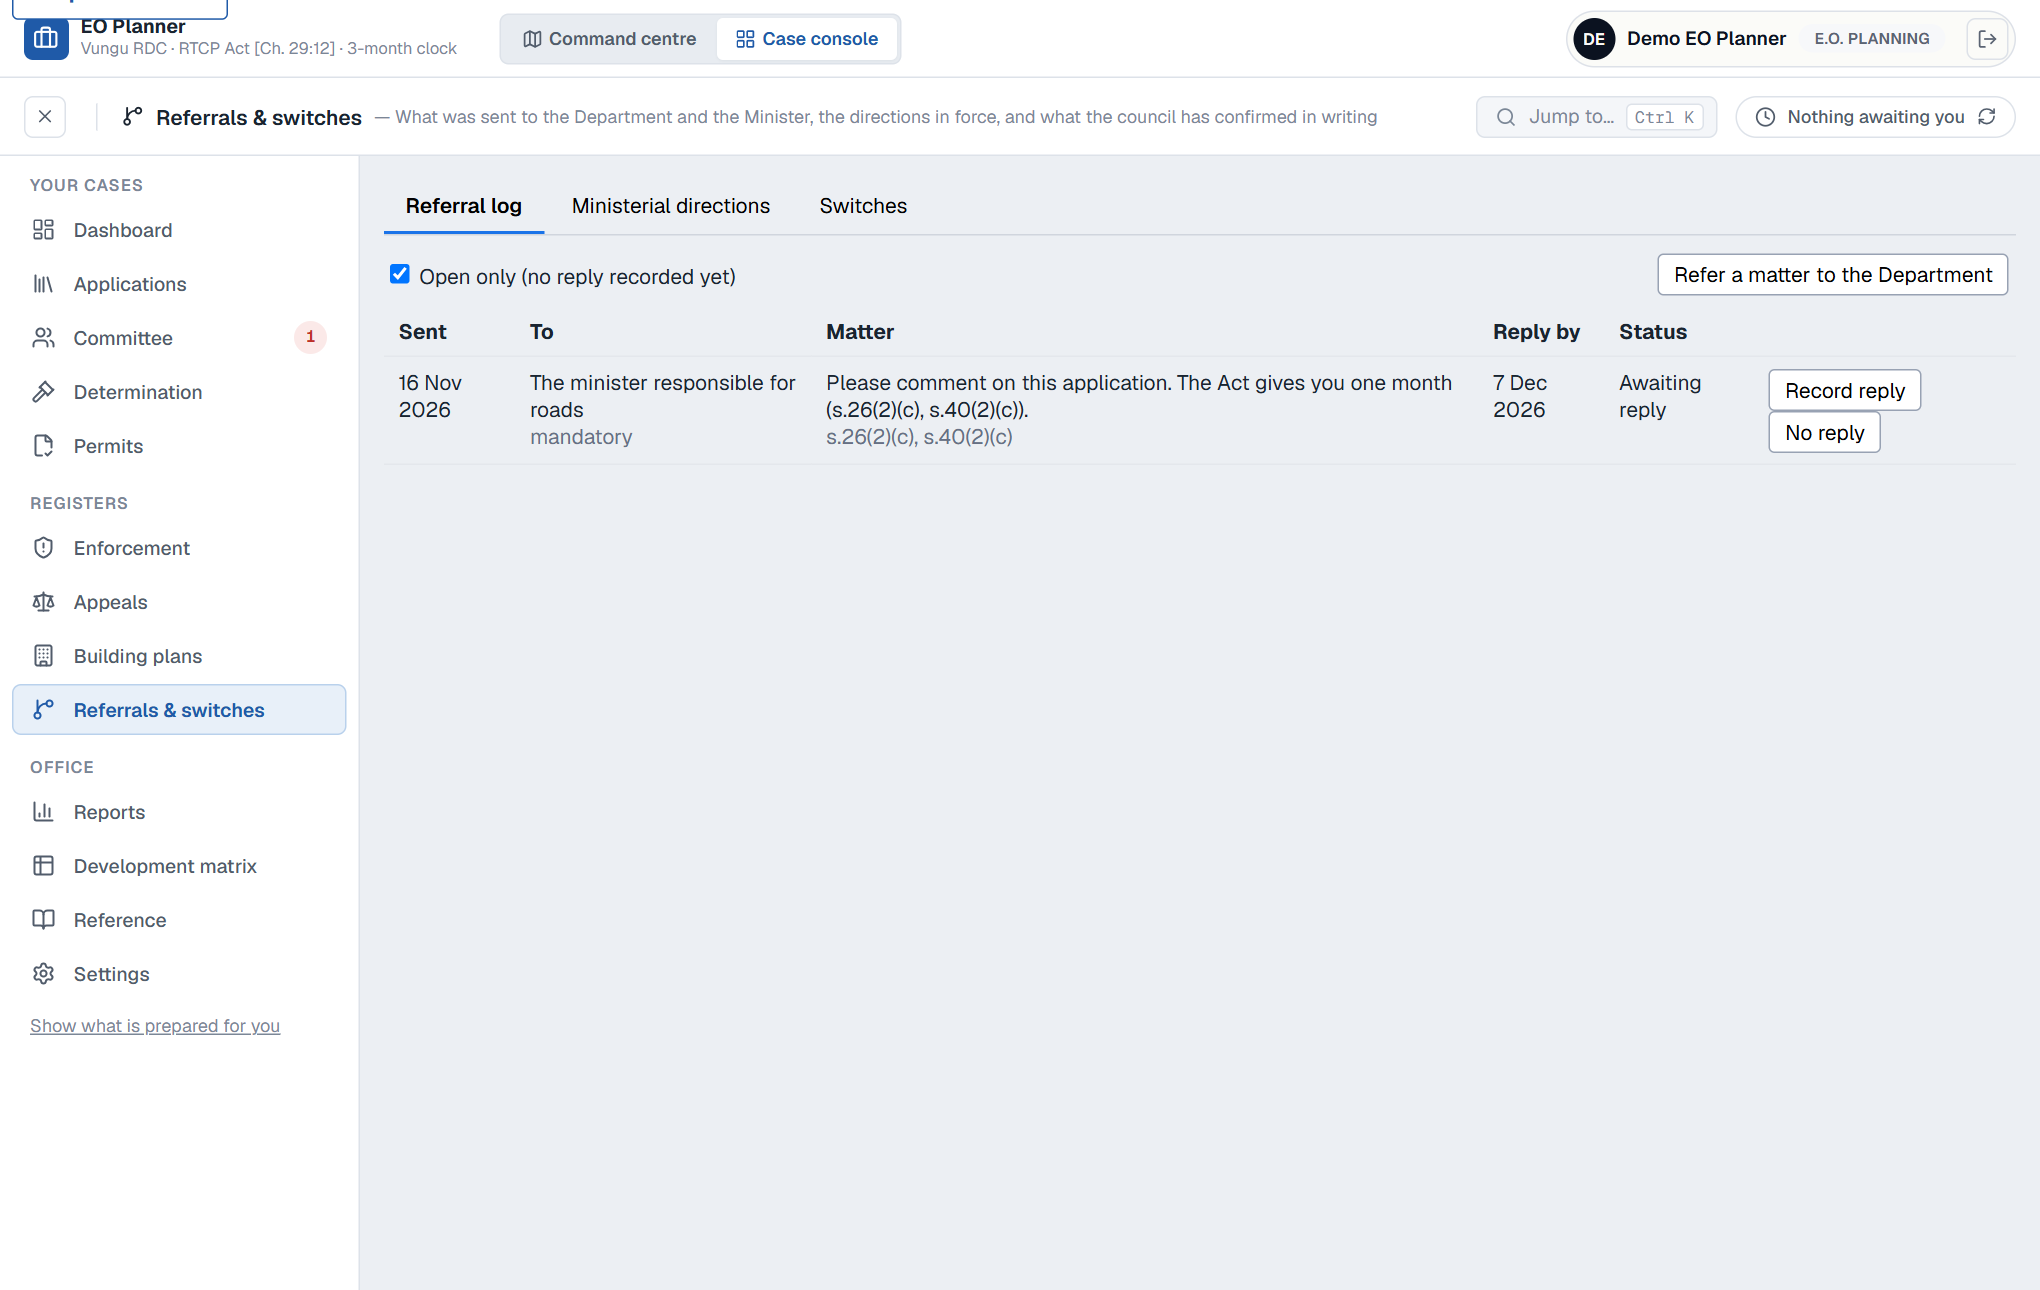 EO Planner
Vungu RDC · RTCP Act [Ch. 29:12] · 3-month clock
Command centre
Case console
DE
Demo EO Planner
E.O. PLANNING
Referrals & switches
— What was sent to the Department and the Minister, the directions in force, and what the council has confirmed in writing
Jump to...
Ctrl K
Nothing awaiting you
YOUR CASES
Dashboard
Applications
Committee
1
Determination
Permits
REGISTERS
Enforcement
Appeals
Building plans
Referrals & switches
OFFICE
Reports
Development matrix
Reference
Settings
Show what is prepared for you
Referral log
Ministerial directions
Switches
Open only (no reply recorded yet)
Refer a matter to the Department
Sent
To
Matter
Reply by
Status
16 Nov
2026
The minister responsible for
roads
mandatory
Please comment on this application. The Act gives you one month
(s.26(2)(c), s.40(2)(c)).
s.26(2)(c), s.40(2)(c)
7 Dec
2026
Awaiting
reply
Record reply
No reply